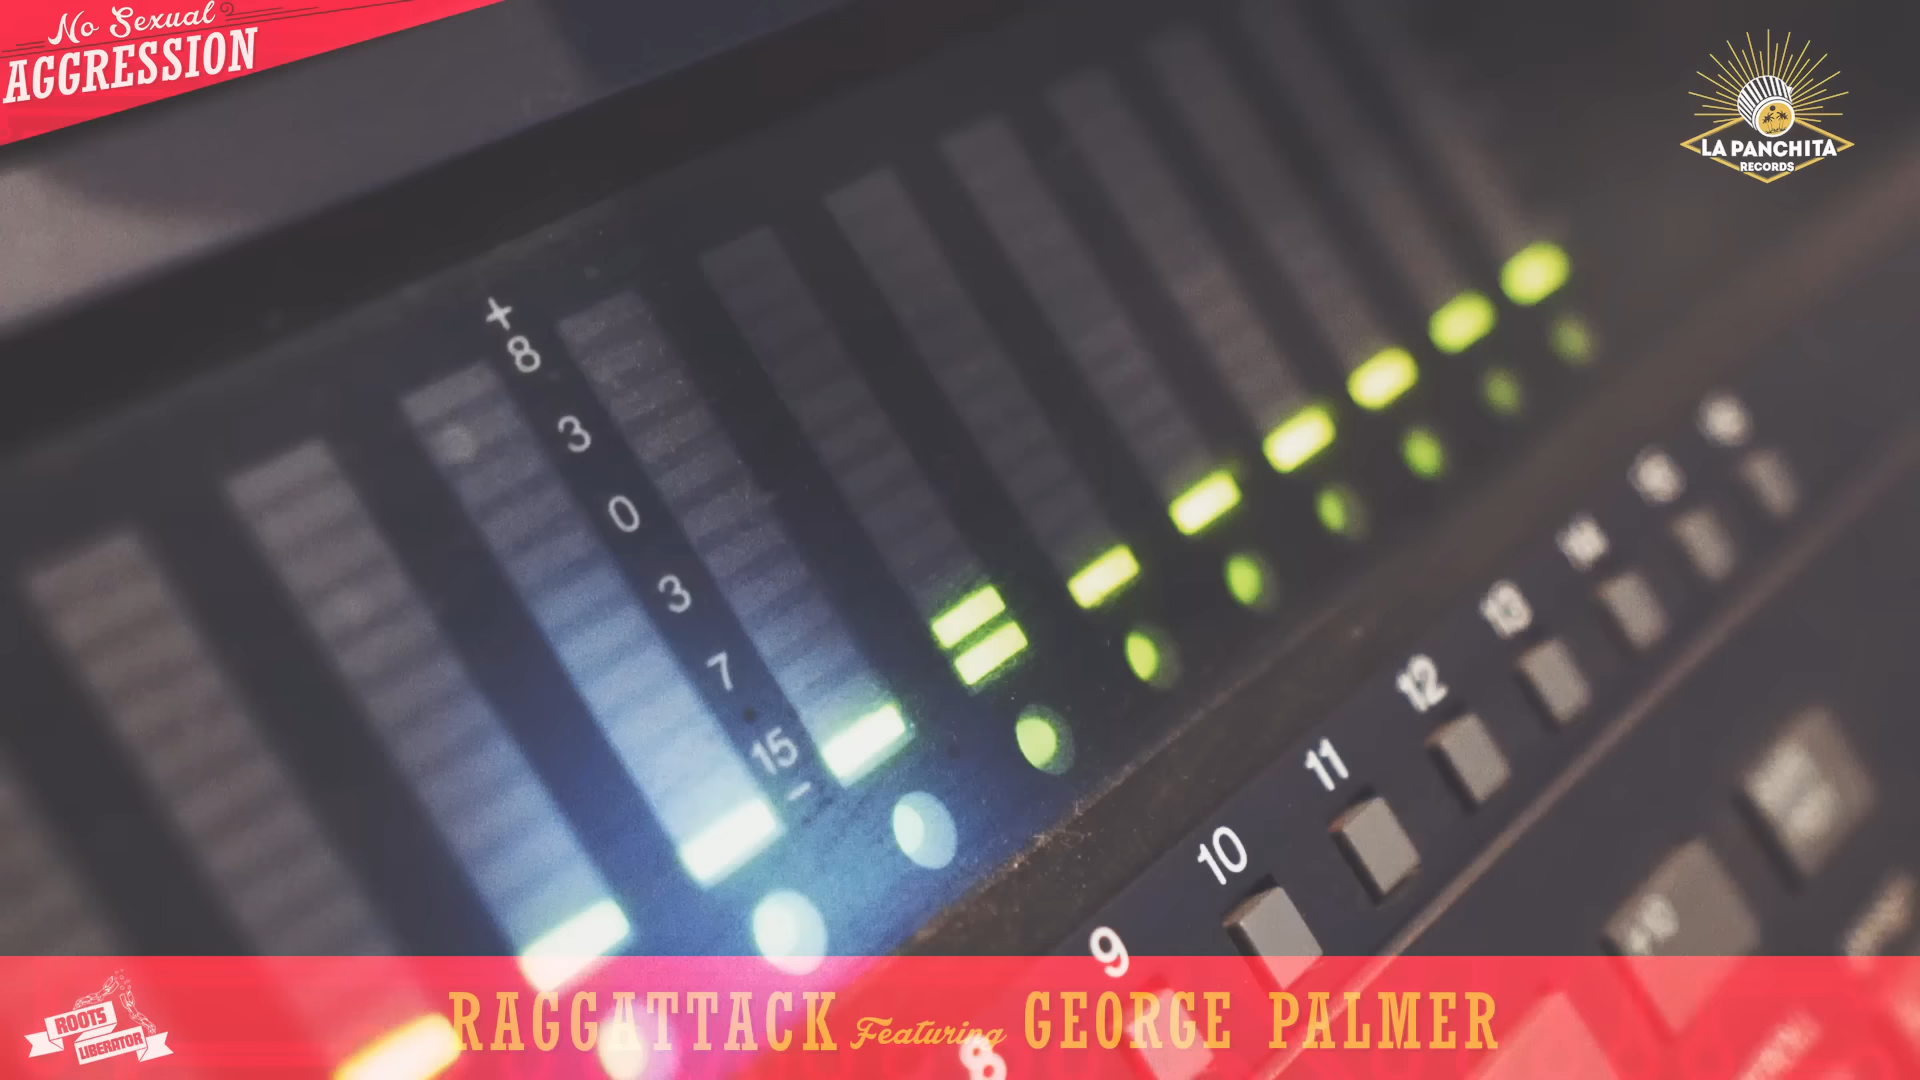 No Sexual
AGGRESSION
LA PANCHITA
RECORDS
+
8
3
0
3
7
15
-
13
12
11
10
9
8
ROOTS
LIBERATOR
RAGGATTACK Featuring GEORGE PALMER